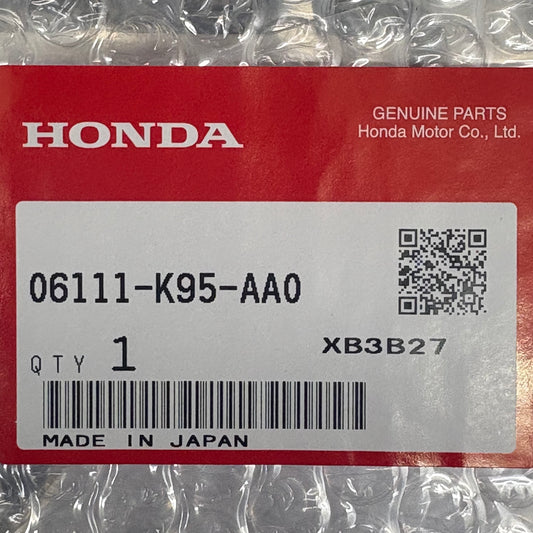 HONDA
GENUINE PARTS
Honda Motor Co., Ltd.
06111-K95-AA0
QTY 1
XB3B27
MADE IN JAPAN